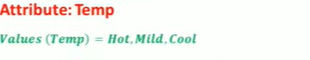 Attribute: Temp
Values (Temp) = Hot, Mild, Cool